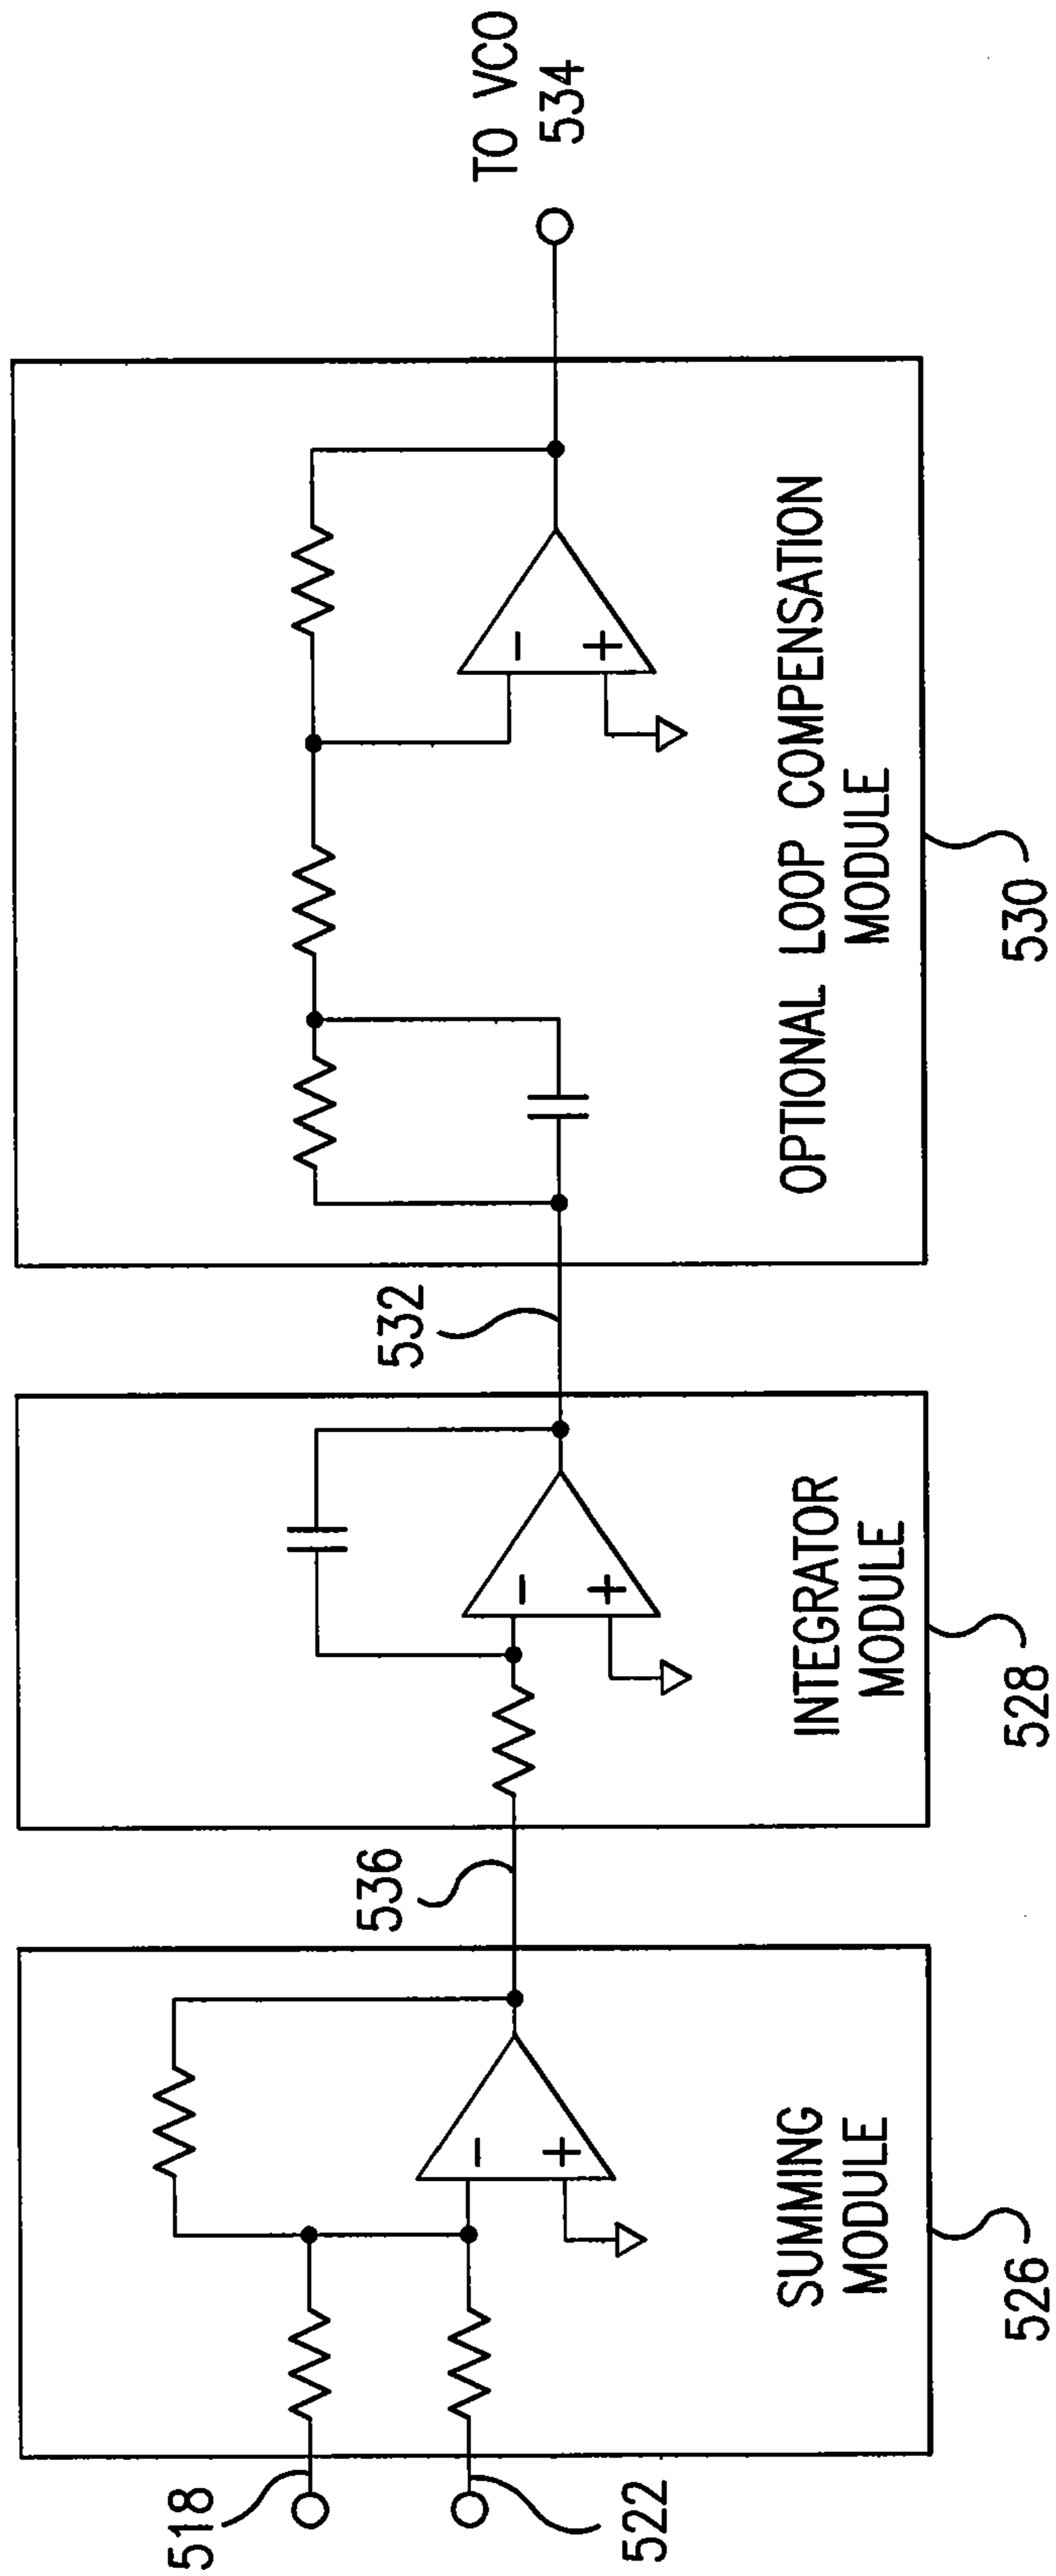 518
522
SUMMING
MODULE
526
536
INTEGRATOR
MODULE
528
532
OPTIONAL LOOP COMPENSATION
MODULE
530
TO VCO
534
-
+
-
+
-
+